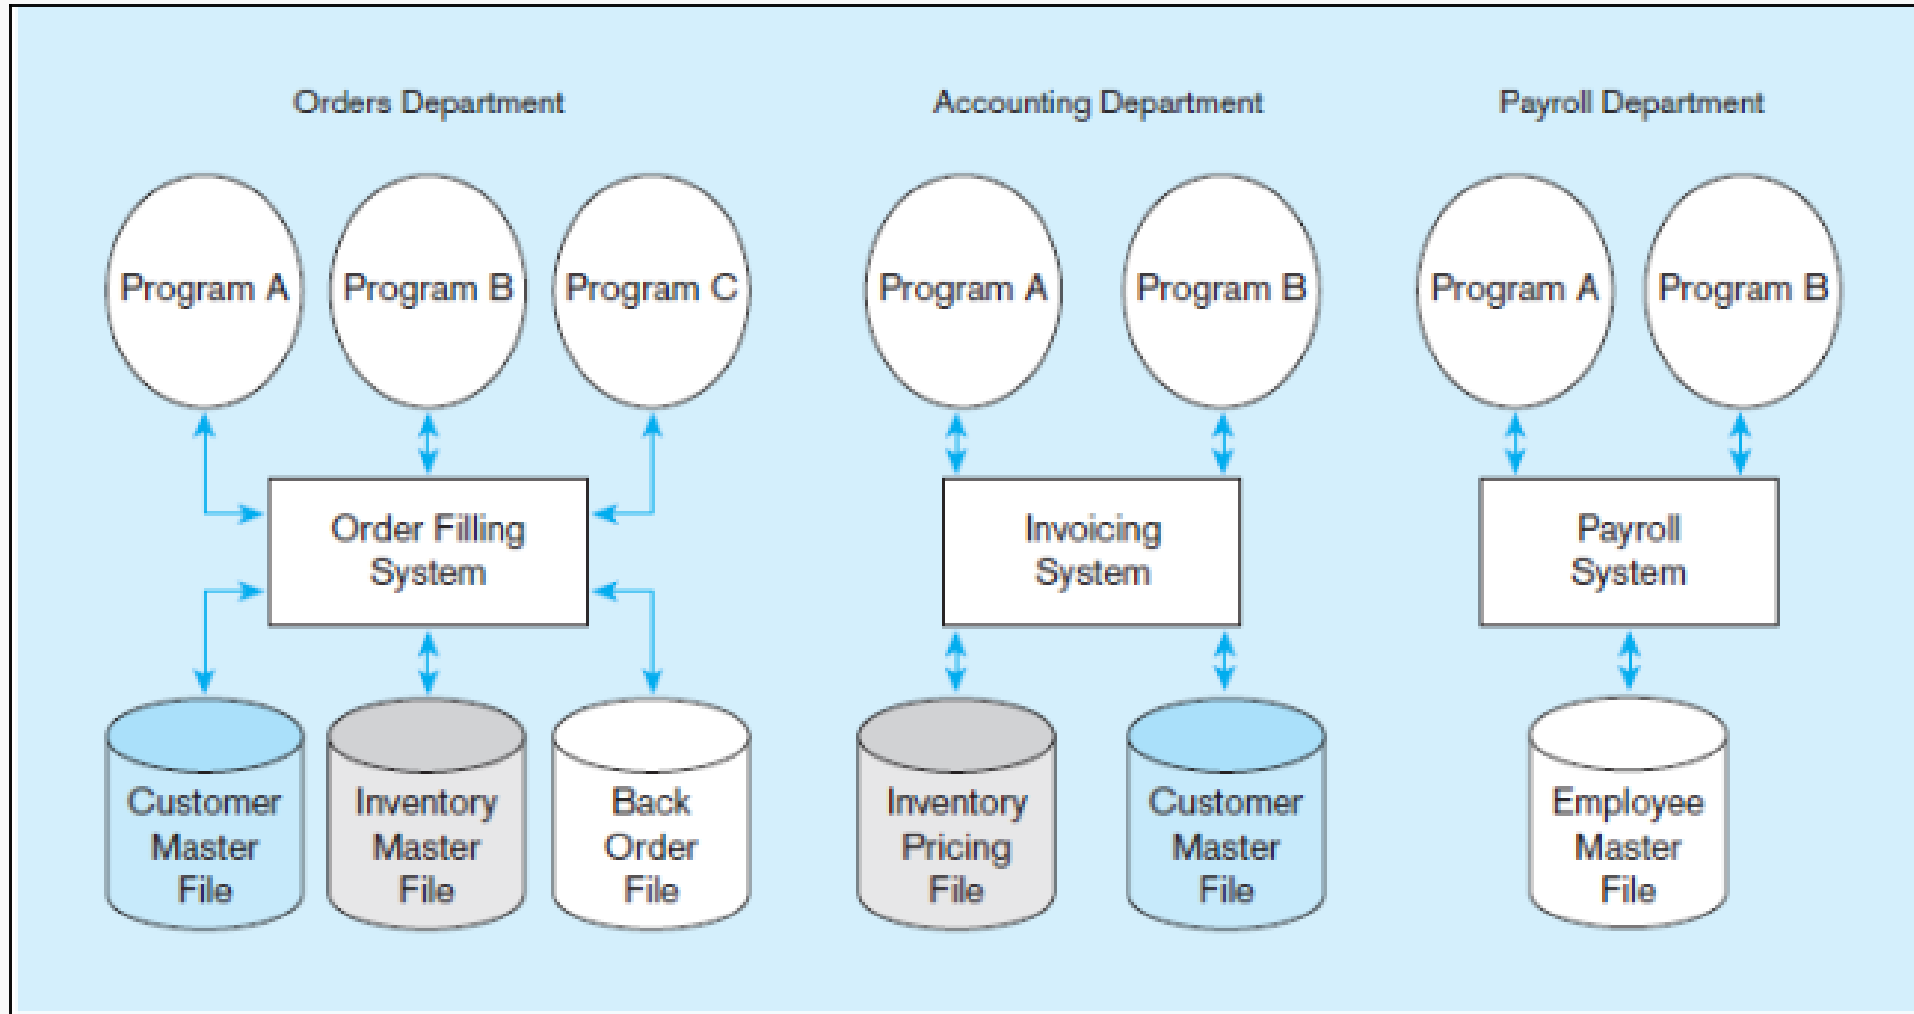 Orders Department
Accounting Department
Payroll Department
Program A
Program B
Program C
Program A
Program B
Program A
Program B
Order Filling
System
Invoicing
System
Payroll
System
Customer
Master
File
Inventory
Master
File
Back
Order
File
Inventory
Pricing
File
Customer
Master
File
Employee
Master
File